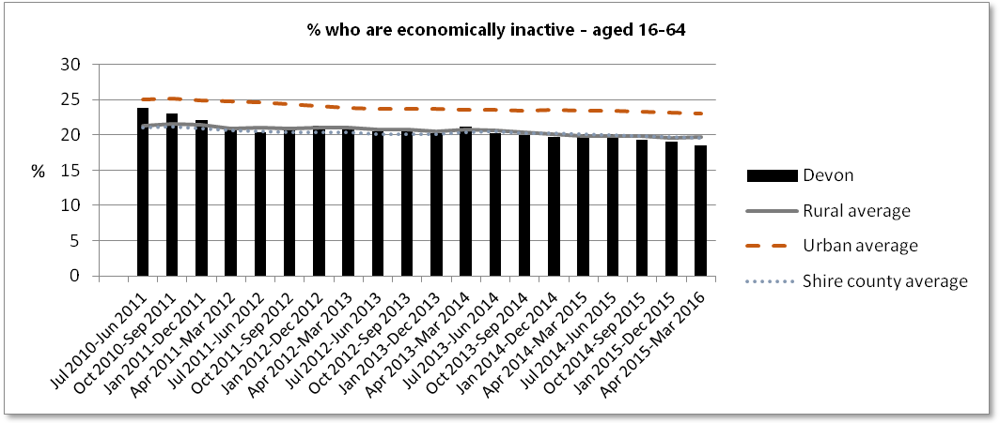 % who are economically inactive - aged 16-64
30
25
20
15
10
5
0
%
Jul 2010-Jun 2011
Oct 2010-Sep 2011
Jan 2011-Dec 2011
Apr 2011-Mar 2012
Jul 2011-Jun 2012
Oct 2011-Sep 2012
Jan 2012-Dec 2012
Apr 2012-Mar 2013
Jul 2012-Jun 2013
Oct 2012-Sep 2013
Jan 2013-Dec 2013
Apr 2013-Mar 2014
Jul 2013-Jun 2014
Oct 2013-Sep 2014
Jan 2014-Dec 2014
Apr 2014-Mar 2015
Jul 2014-Jun 2015
Oct 2014-Sep 2015
Jan 2015-Dec 2015
Apr 2015-Mar 2016
Devon
Rural average
Urban average
Shire county average